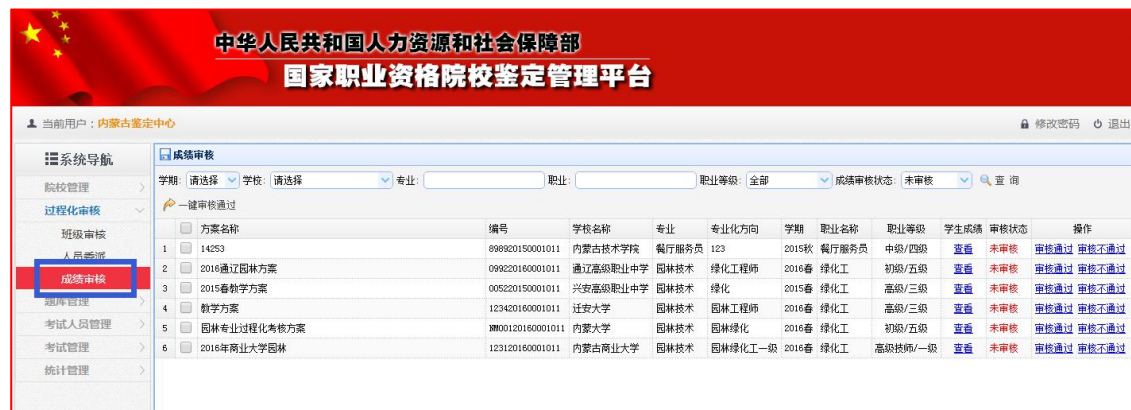 中华人民共和国人力资源和社会保障部
国家职业资格院校鉴定管理平台
当前用户：内蒙古鉴定中心 修改密码 退出
系统导航
院校管理
过程化审核
班级审核
人员委派
成绩审核
题库管理
考试人员管理
考试管理
统计管理
成绩审核
学期: 请选择 学校: 请选择 专业: 职业: 职业等级: 全部 成绩审核状态: 未审核 查 询
一键审核通过
方案名称 编号 学校名称 专业 专业化方向 学期 职业名称 职业等级 学生成绩 审核状态 操作
1 14253 898920150001011 内蒙古技术学院 餐厅服务员 123 2015秋 餐厅服务员 中级/四级 查看 未审核 审核通过 审核不通过
2 2016通辽园林方案 099220160001011 通辽高级职业中学 园林技术 绿化工程师 2016春 绿化工 初级/五级 查看 未审核 审核通过 审核不通过
3 2015春教学方案 005220150001011 兴安高级职业中学 园林技术 绿化 2015春 绿化工 高级/三级 查看 未审核 审核通过 审核不通过
4 教学方案 123420160001011 迁安大学 园林技术 园林工程师 2016春 绿化工 高级/三级 查看 未审核 审核通过 审核不通过
5 园林专业过程化考核方案 NM00120160001011 内蒙大学 园林技术 园林绿化 2016春 绿化工 初级/五级 查看 未审核 审核通过 审核不通过
6 2016年商业大学园林 123120160001011 内蒙古商业大学 园林技术 园林绿化工一级 2016春 绿化工 高级技师/一级 查看 未审核 审核通过 审核不通过